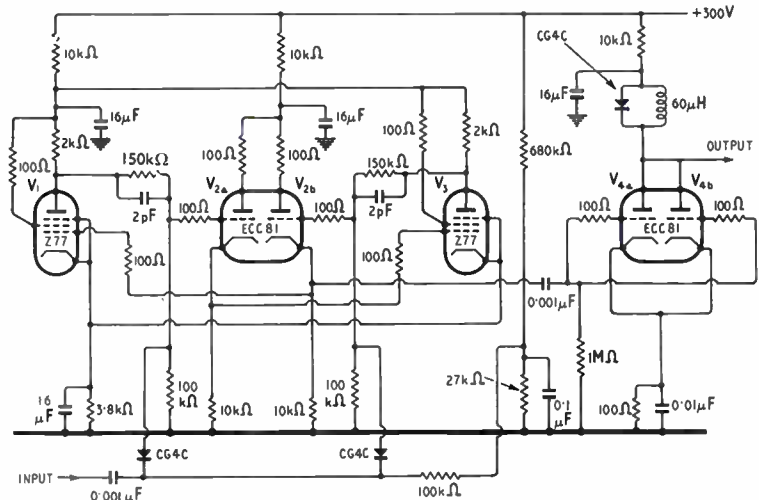 +300V
10kΩ
10kΩ
CG4C
10kΩ
16μF
16μF
16μF
60μH
100Ω
2kΩ
150kΩ
100Ω
100Ω
150kΩ
100Ω
2kΩ
680kΩ
OUTPUT
V1
V2a
V2b
V3
V4a
V4b
2pF
100Ω
100Ω
2pF
100Ω
100Ω
Z77
ECC81
Z77
ECC81
100Ω
100Ω
0.001μF
1MΩ
27kΩ
16
μF
3.8kΩ
100
kΩ
10kΩ
10kΩ
100
kΩ
0.1
μF
100Ω
0.01μF
CG4C
CG4C
INPUT
0.001μF
100kΩ